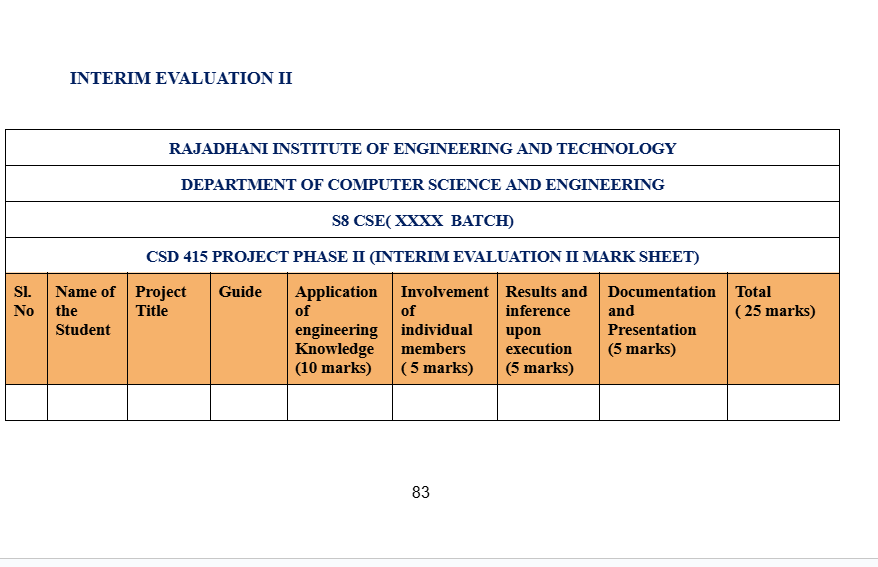 INTERIM EVALUATION II
RAJADHANI INSTITUTE OF ENGINEERING AND TECHNOLOGY
DEPARTMENT OF COMPUTER SCIENCE AND ENGINEERING
S8 CSE( XXXX  BATCH)
CSD 415 PROJECT PHASE II (INTERIM EVALUATION II MARK SHEET)
Sl.
No
Name of
the
Student
Project
Title
Guide
Application
of
engineering
Knowledge
(10 marks)
Involvement
of
individual
members
( 5 marks)
Results and
inference
upon
execution
(5 marks)
Documentation
and
Presentation
(5 marks)
Total
( 25 marks)
83